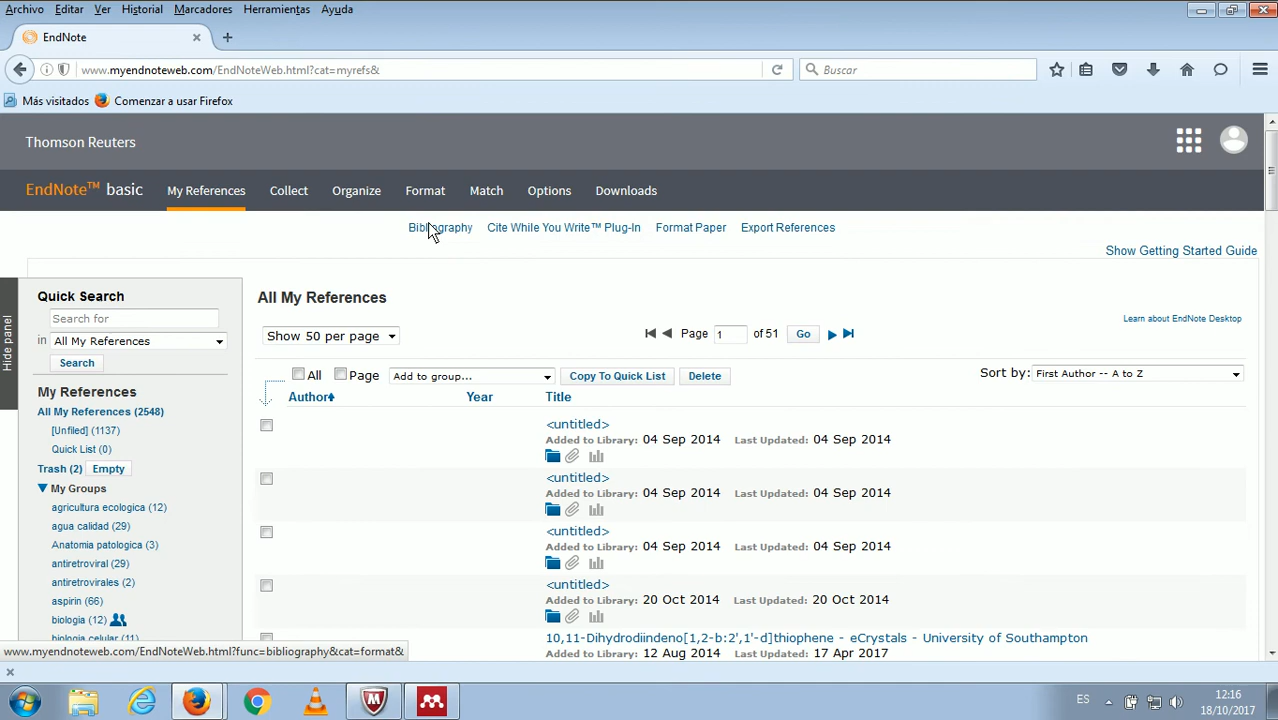 Archivo Editar Ver Historial Marcadores Herramientas Ayuda
EndNote
www.myendnoteweb.com/EndNoteWeb.html?cat=myrefs&
Buscar
Más visitados Comenzar a usar Firefox
Thomson Reuters
EndNote™ basic My References Collect Organize Format Match Options Downloads
Bibliography Cite While You Write™ Plug-In Format Paper Export References
Show Getting Started Guide
Hide panel
Quick Search
Search for
in All My References
Search
My References
All My References (2548)
[Unfiled] (1137)
Quick List (0)
Trash (2) Empty
My Groups
agricultura ecologica (12)
agua calidad (29)
Anatomia patologica (3)
antiretroviral (29)
antiretrovirales (2)
aspirin (66)
biologia (12)
biologia celular (11)
All My References
Show 50 per page
Page 1 of 51 Go
Learn about EndNote Desktop
All Page Add to group... Copy To Quick List Delete
Sort by: First Author -- A to Z
Author Year Title
<untitled>
Added to Library: 04 Sep 2014 Last Updated: 04 Sep 2014
<untitled>
Added to Library: 04 Sep 2014 Last Updated: 04 Sep 2014
<untitled>
Added to Library: 04 Sep 2014 Last Updated: 04 Sep 2014
<untitled>
Added to Library: 20 Oct 2014 Last Updated: 20 Oct 2014
10,11-Dihydrodiindeno[1,2-b:2',1'-d]thiophene - eCrystals - University of Southampton
Added to Library: 12 Aug 2014 Last Updated: 17 Apr 2017
www.myendnoteweb.com/EndNoteWeb.html?func=bibliography&cat=format&
ES
12:16
18/10/2017